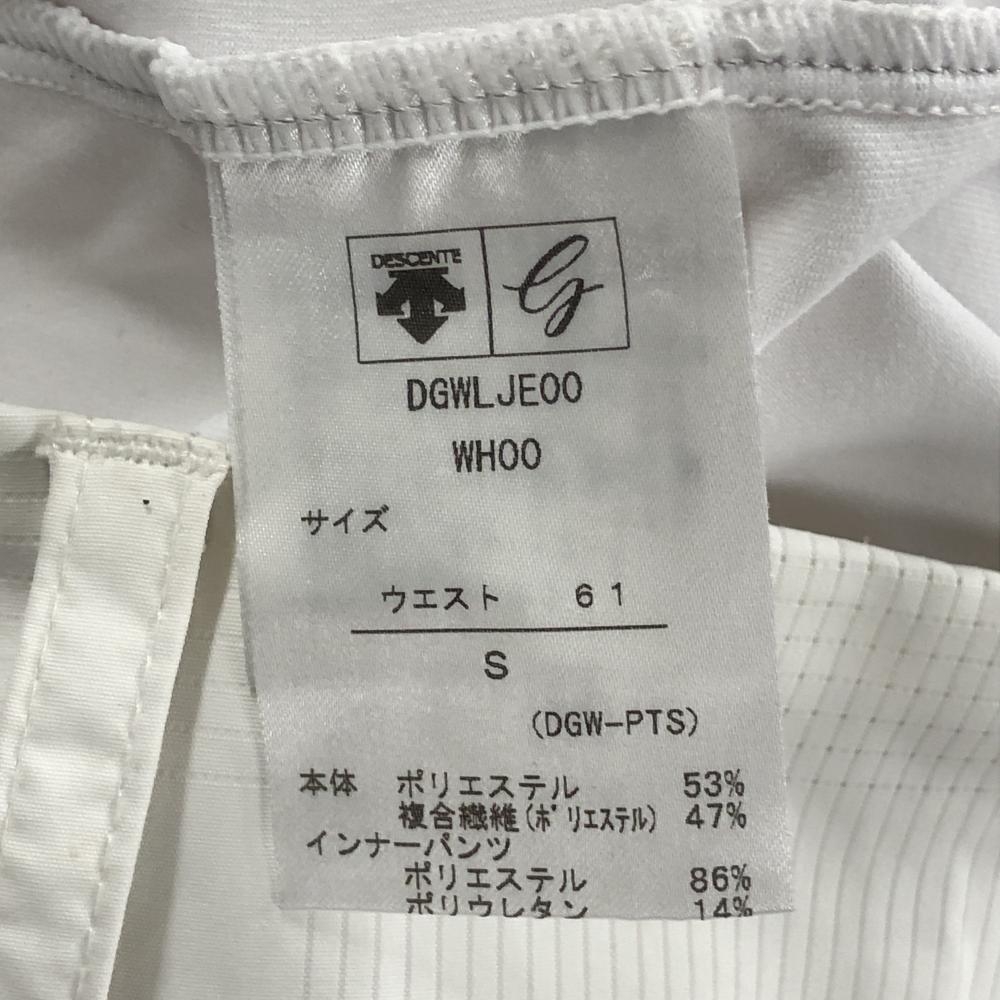 DESCENTE
G
DGWLJE00
WH00
サイズ
ウエスト 61
S
(DGW-PTS)
本体 ポリエステル 53%
複合繊維(ポリエステル) 47%
インナーパンツ
ポリエステル 86%
ポリウレタン 14%